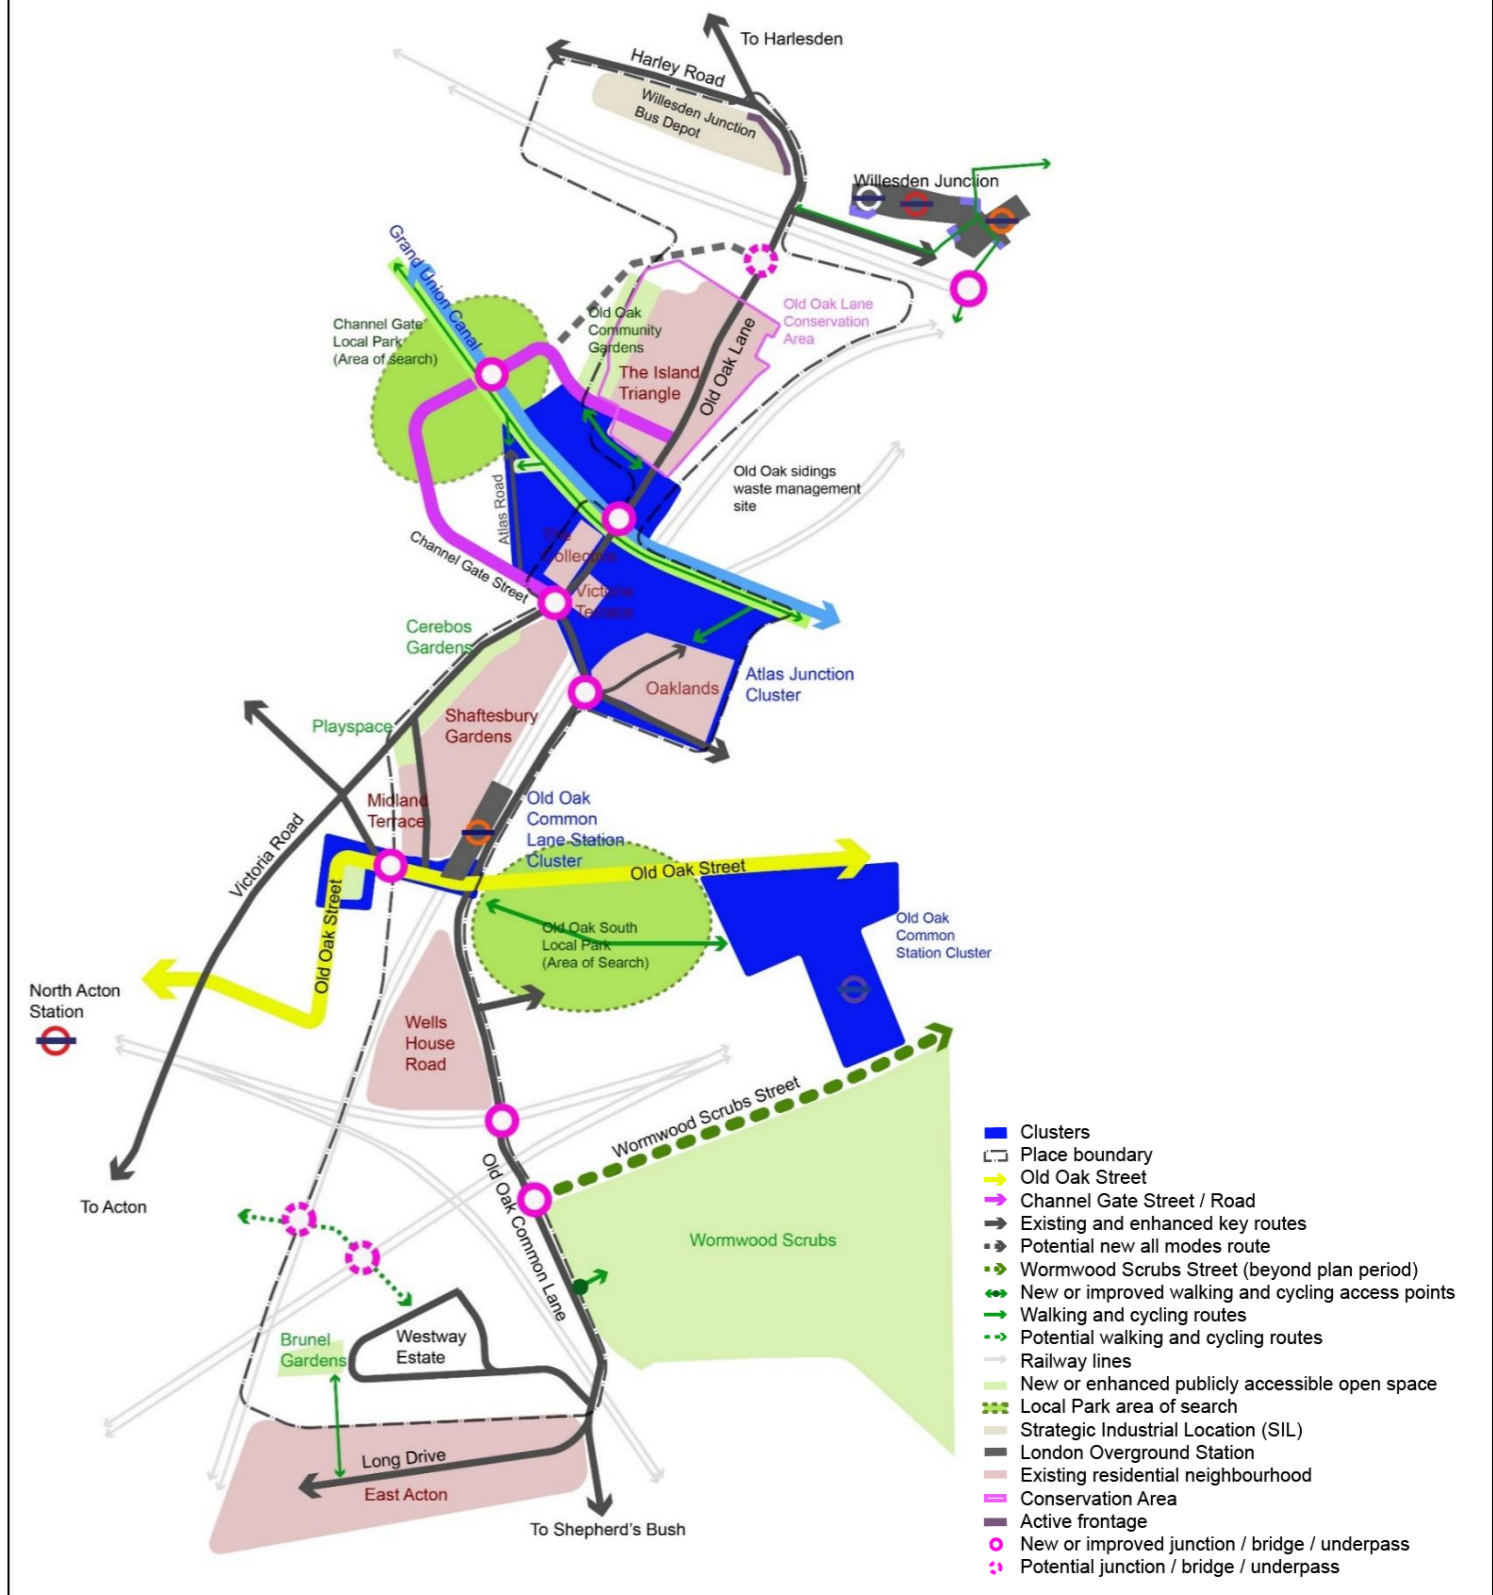 To Harlesden
Harley Road
Willesden Junction
Bus Depot
Willesden Junction
Grand Union Canal
Channel Gate
Local Park
(Area of search)
Old Oak
Community
Gardens
Old Oak Lane
Conservation
Area
The Island
Triangle
Old Oak Lane
Old Oak sidings
waste management
site
Atlas Road
Channel Gate Street
The
Collective
Victoria
Terrace
Cerebos
Gardens
Oaklands
Atlas Junction
Cluster
Playspace
Shaftesbury
Gardens
Midland
Terrace
Old Oak
Common
Lane Station
Cluster
Victoria Road
Old Oak Street
Old Oak Street
Old Oak South
Local Park
(Area of Search)
Old Oak
Common
Station Cluster
North Acton
Station
Wells
House
Road
Wormwood Scrubs Street
To Acton
Old Oak Common Lane
Wormwood Scrubs
Brunel
Gardens
Westway
Estate
Long Drive
East Acton
To Shepherd's Bush
Clusters
Place boundary
Old Oak Street
Channel Gate Street / Road
Existing and enhanced key routes
Potential new all modes route
Wormwood Scrubs Street (beyond plan period)
New or improved walking and cycling access points
Walking and cycling routes
Potential walking and cycling routes
Railway lines
New or enhanced publicly accessible open space
Local Park area of search
Strategic Industrial Location (SIL)
London Overground Station
Existing residential neighbourhood
Conservation Area
Active frontage
New or improved junction / bridge / underpass
Potential junction / bridge / underpass